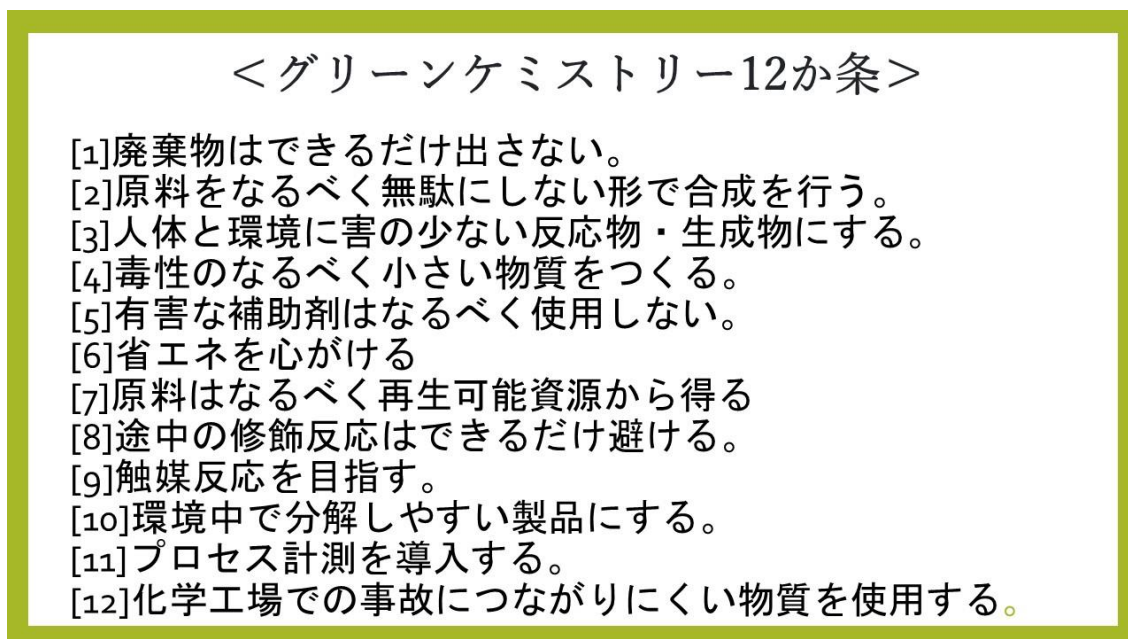 ＜グリーンケミストリー12か条＞
[1]廃棄物はできるだけ出さない。
[2]原料をなるべく無駄にしない形で合成を行う。
[3]人体と環境に害の少ない反応物・生成物にする。
[4]毒性のなるべく小さい物質をつくる。
[5]有害な補助剤はなるべく使用しない。
[6]省エネを心がける
[7]原料はなるべく再生可能資源から得る
[8]途中の修飾反応はできるだけ避ける。
[9]触媒反応を目指す。
[10]環境中で分解しやすい製品にする。
[11]プロセス計測を導入する。
[12]化学工場での事故につながりにくい物質を使用する。